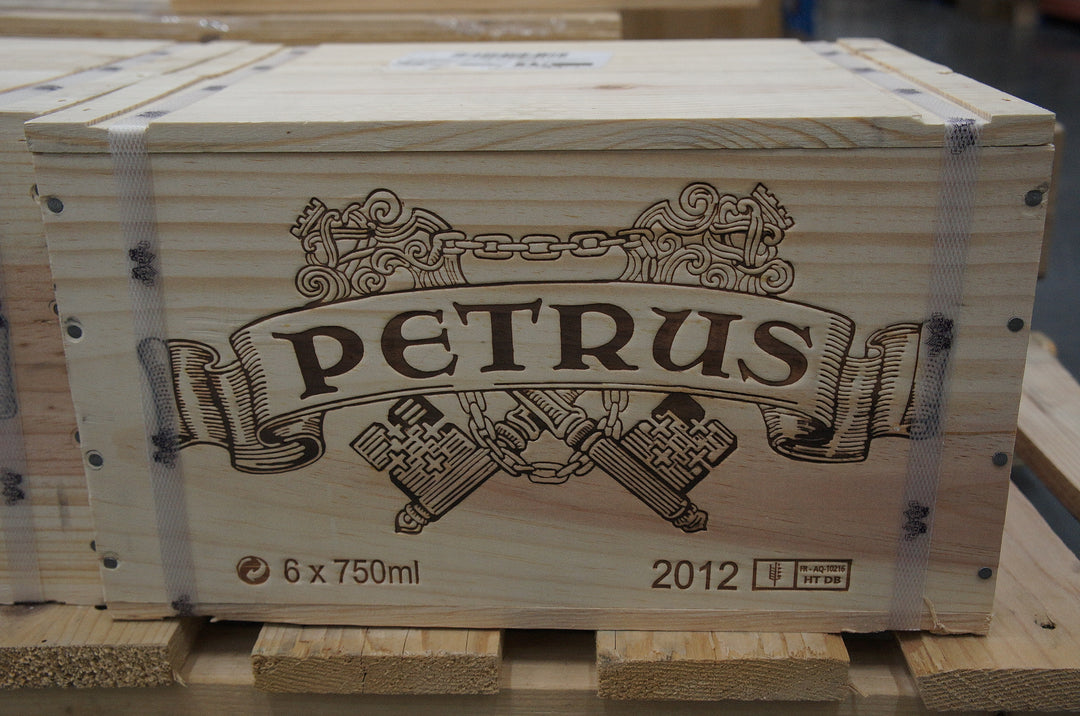 PETRUS
6 x 750ml
2012
FR - AQ-10216
HT DB